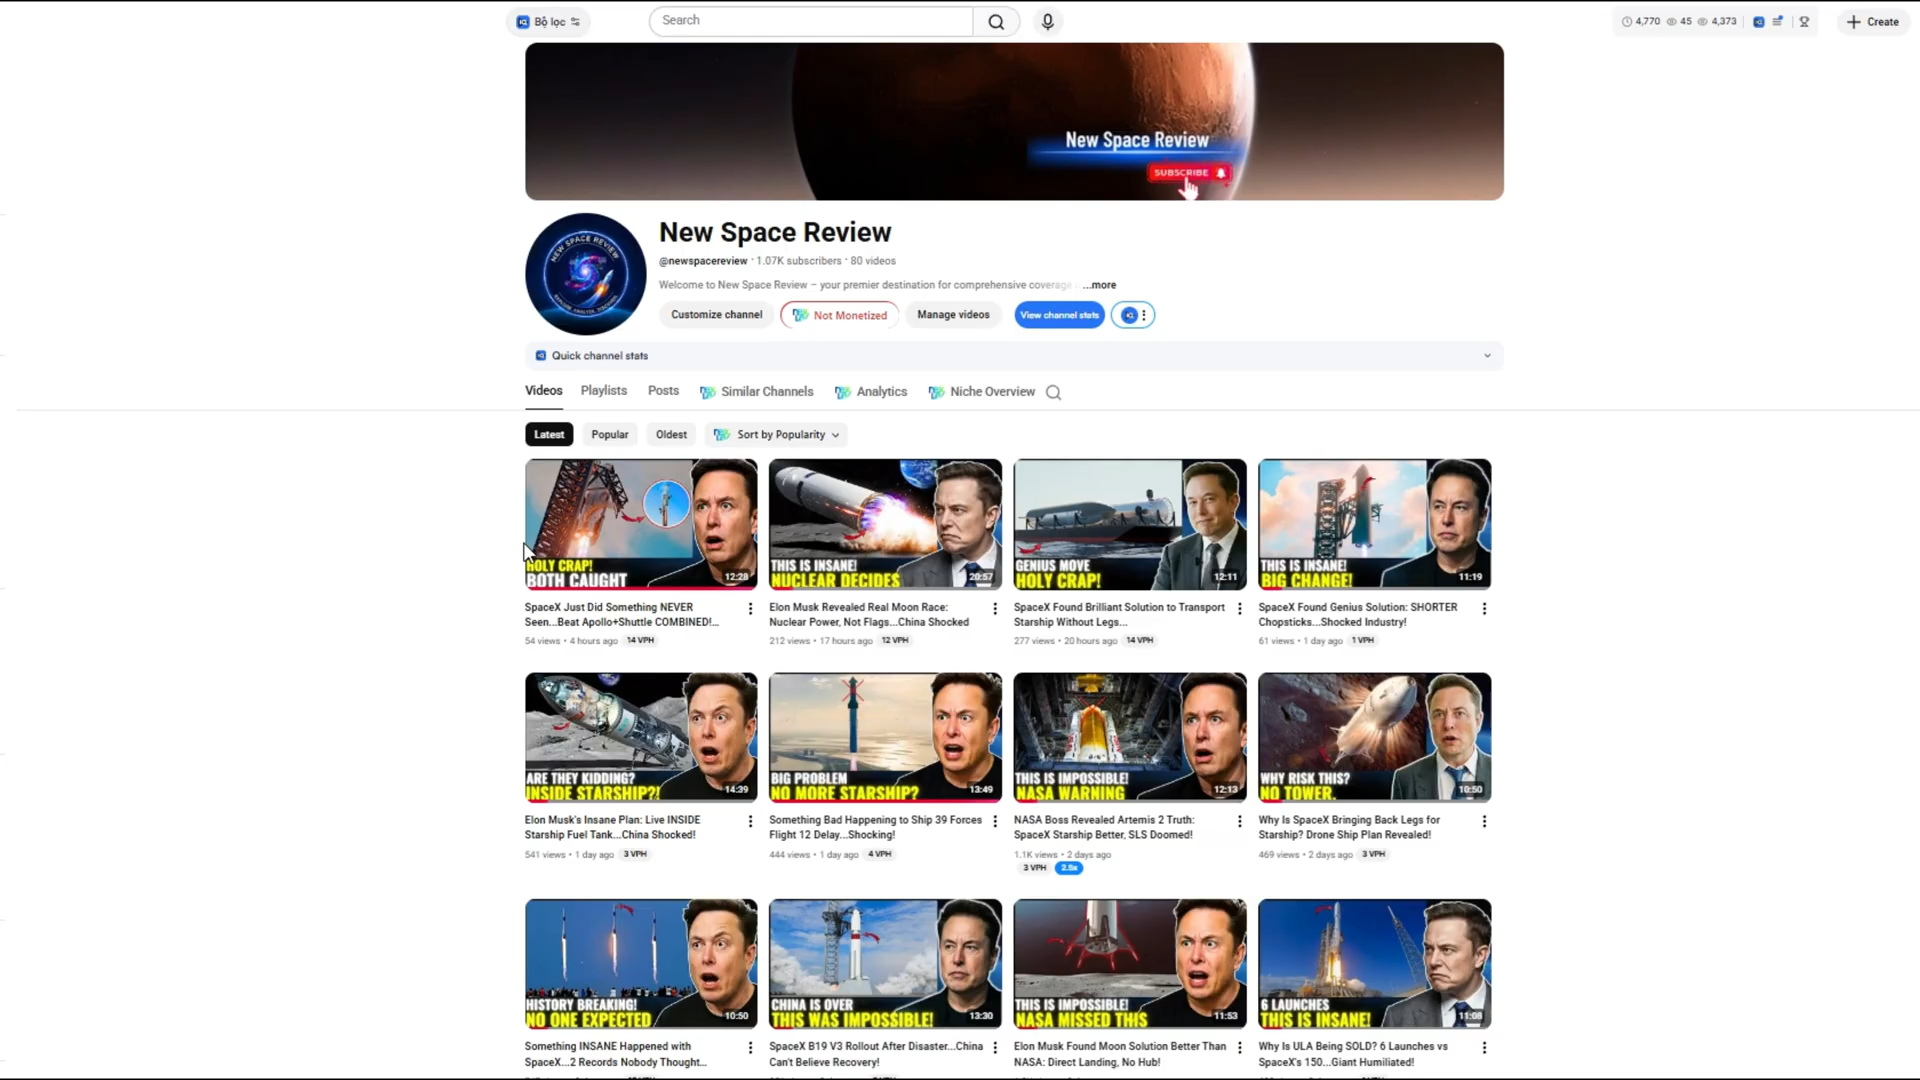 Bộ lọc
Search
4,770 45 4,373
Create
New Space Review
SUBSCRIBE
NEW SPACE REVIEW
New Space Review
@newspacereview · 1.07K subscribers · 80 videos
Welcome to New Space Review – your premier destination for comprehensive coverage ...more
Customize channel
Not Monetized
Manage videos
View channel stats
Quick channel stats
Videos Playlists Posts Similar Channels Analytics Niche Overview
Latest Popular Oldest Sort by Popularity
HOLY CRAP!
BOTH CAUGHT
12:28
THIS IS INSANE!
NUCLEAR DECIDES
20:57
GENIUS MOVE
HOLY CRAP!
12:11
THIS IS INSANE!
BIG CHANGE!
11:19
SpaceX Just Did Something NEVER
Seen...Beat Apollo+Shuttle COMBINED!...
54 views • 4 hours ago 14 VPH
Elon Musk Revealed Real Moon Race:
Nuclear Power, Not Flags...China Shocked
212 views • 17 hours ago 12 VPH
SpaceX Found Brilliant Solution to Transport
Starship Without Legs...
277 views • 20 hours ago 14 VPH
SpaceX Found Genius Solution: SHORTER
Chopsticks...Shocked Industry!
61 views • 1 day ago 1 VPH
ARE THEY KIDDING?
INSIDE STARSHIP?!
14:39
BIG PROBLEM
NO MORE STARSHIP?
13:49
THIS IS IMPOSSIBLE!
NASA WARNING
12:13
WHY RISK THIS?
NO TOWER.
10:50
Elon Musk's Insane Plan: Live INSIDE
Starship Fuel Tank...China Shocked!
541 views • 1 day ago 3 VPH
Something Bad Happening to Ship 39 Forces
Flight 12 Delay...Shocking!
444 views • 1 day ago 4 VPH
NASA Boss Revealed Artemis 2 Truth:
SpaceX Starship Better, SLS Doomed!
1.1K views • 2 days ago
3 VPH 2.5x
Why Is SpaceX Bringing Back Legs for
Starship? Drone Ship Plan Revealed!
469 views • 2 days ago 3 VPH
HISTORY BREAKING!
NO ONE EXPECTED
10:50
CHINA IS OVER
THIS WAS IMPOSSIBLE!
13:30
THIS IS IMPOSSIBLE!
NASA MISSED THIS
11:53
6 LAUNCHES
THIS IS INSANE!
11:08
Something INSANE Happened with
SpaceX...2 Records Nobody Thought...
SpaceX B19 V3 Rollout After Disaster...China
Can't Believe Recovery!
Elon Musk Found Moon Solution Better Than
NASA: Direct Landing, No Hub!
Why Is ULA Being SOLD? 6 Launches vs
SpaceX's 150...Giant Humiliated!